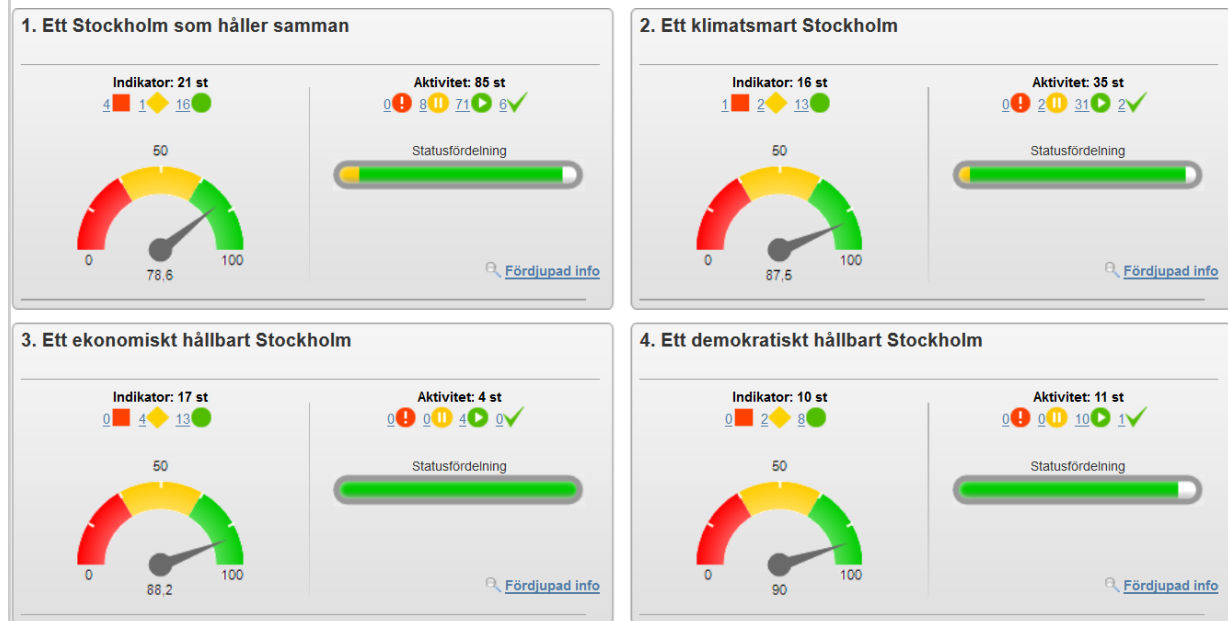 1. Ett Stockholm som håller samman
Indikator: 21 st
4 1 16
Aktivitet: 85 st
0 8 71 6
50
0 100
78,6
Statusfördelning
Fördjupad info
2. Ett klimatsmart Stockholm
Indikator: 16 st
1 2 13
Aktivitet: 35 st
0 2 31 2
50
0 100
87,5
Statusfördelning
Fördjupad info
3. Ett ekonomiskt hållbart Stockholm
Indikator: 17 st
0 4 13
Aktivitet: 4 st
0 0 4 0
50
0 100
88,2
Statusfördelning
Fördjupad info
4. Ett demokratiskt hållbart Stockholm
Indikator: 10 st
0 2 8
Aktivitet: 11 st
0 0 10 1
50
0 100
90
Statusfördelning
Fördjupad info